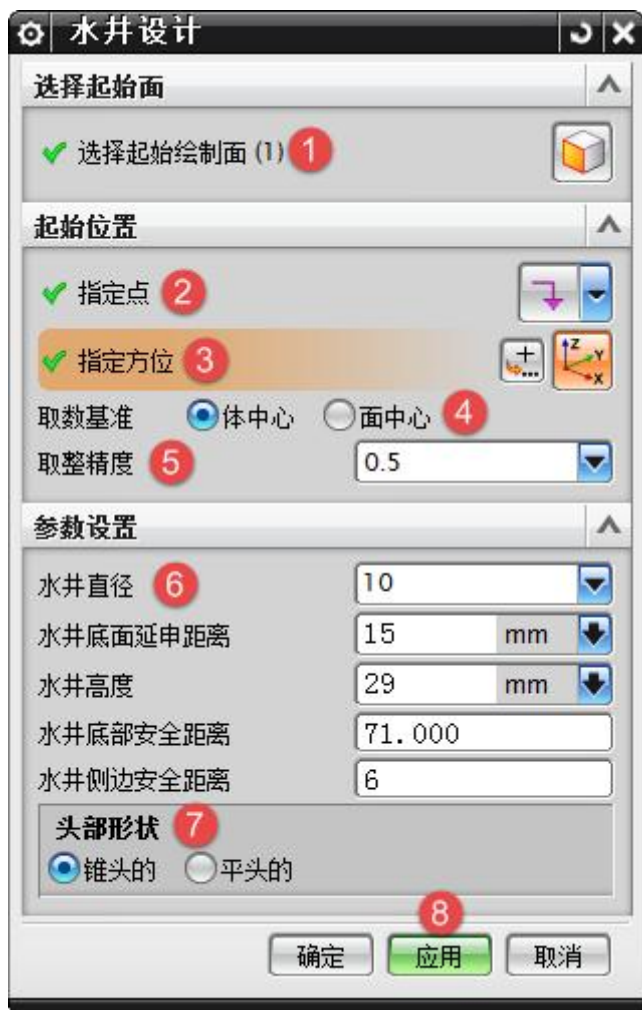 水井设计
选择起始面
选择起始绘制面 (1) 1
起始位置
指定点 2
指定方位 3
取数基准 体中心 面中心 4
取整精度 5 0.5
参数设置
水井直径 6 10
水井底面延申距离 15 mm
水井高度 29 mm
水井底部安全距离 71.000
水井侧边安全距离 6
头部形状 7
锥头的 平头的
8
确定 应用 取消